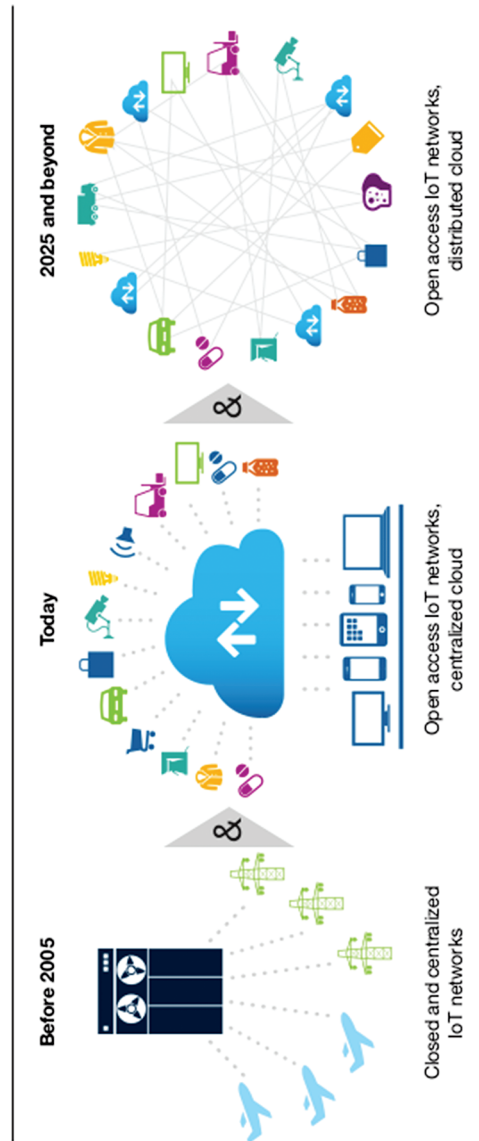 Before 2005
Closed and centralized
IoT networks
&
Today
Open access IoT networks,
centralized cloud
&
2025 and beyond
Open access IoT networks,
distributed cloud